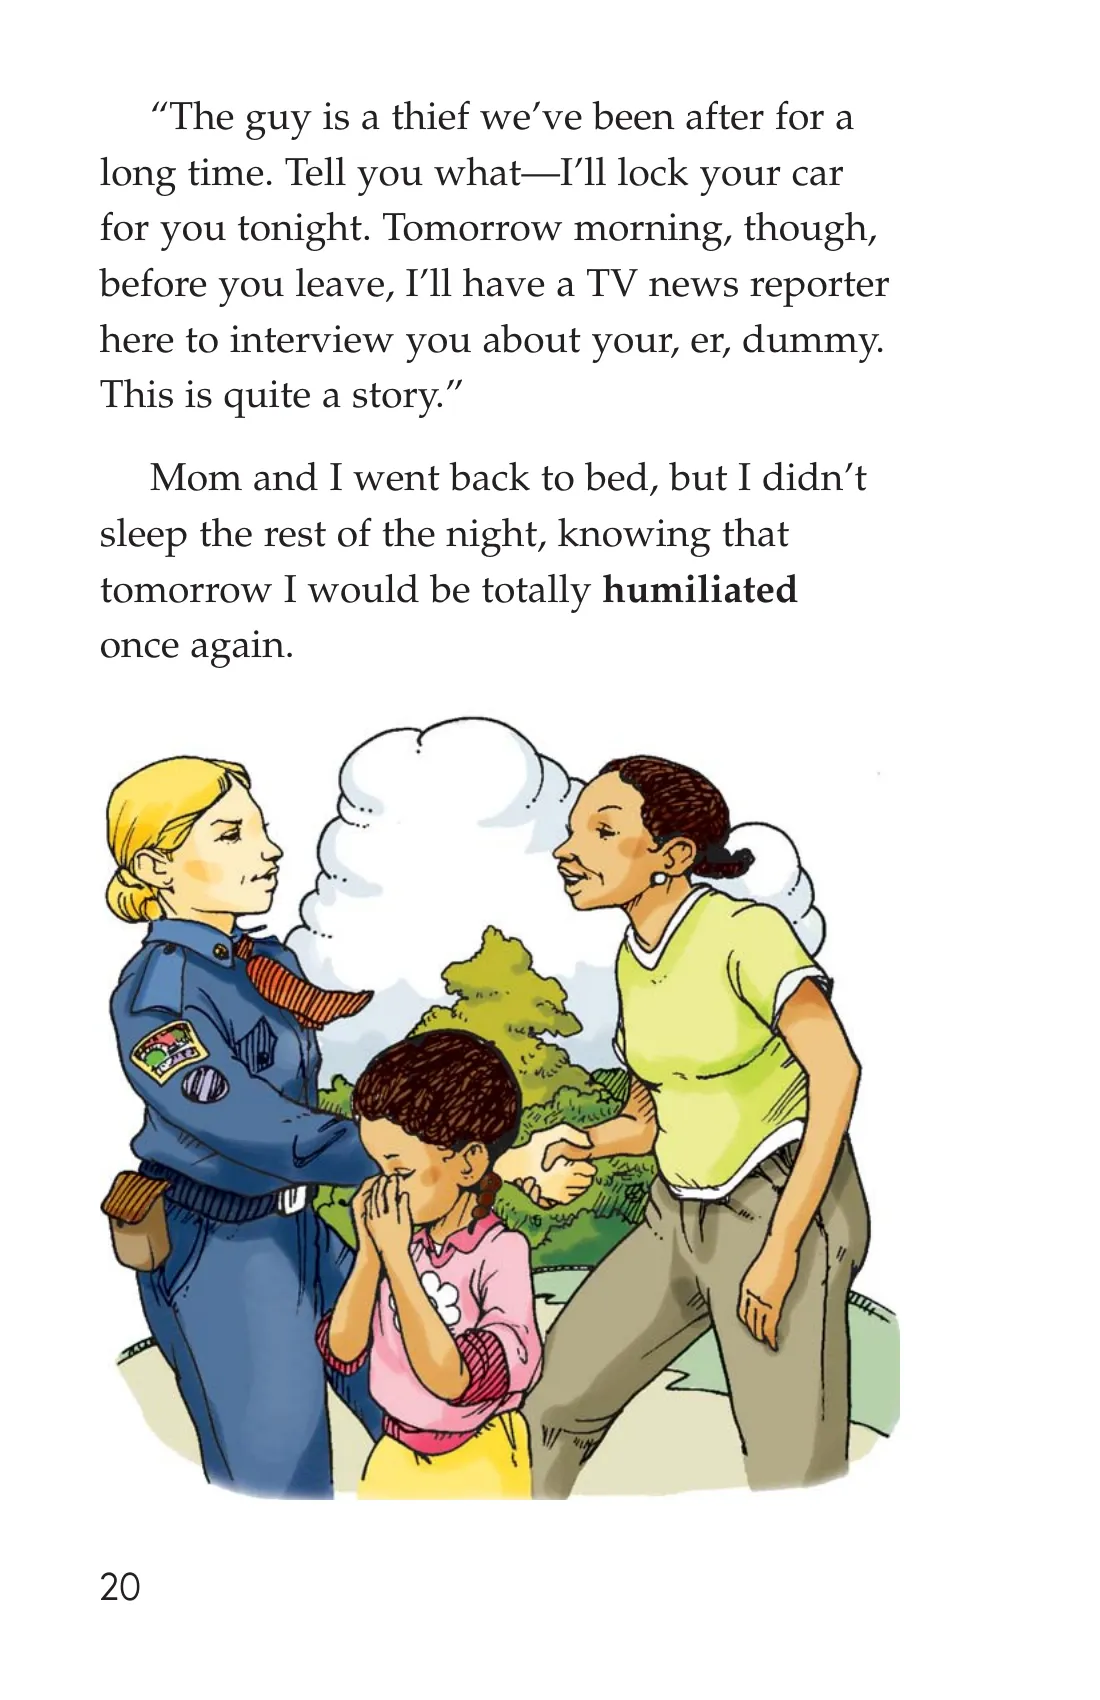 “The guy is a thief we’ve been after for a
long time. Tell you what—I’ll lock your car
for you tonight. Tomorrow morning, though,
before you leave, I’ll have a TV news reporter
here to interview you about your, er, dummy.
This is quite a story.”
Mom and I went back to bed, but I didn’t
sleep the rest of the night, knowing that
tomorrow I would be totally humiliated
once again.
20